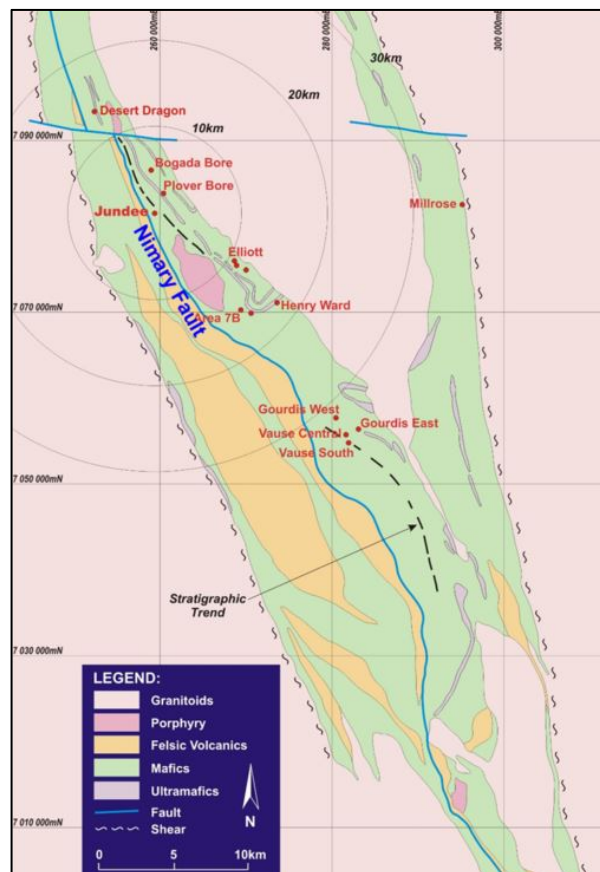 260 000mE
280 000mE
300 000mE
30km
20km
10km
7 090 000mN
Desert Dragon
Bogada Bore
Plover Bore
Jundee
Millrose
Nimary Fault
Elliott
7 070 000mN
Henry Ward
Area 7B
Gourdis West
Gourdis East
Vause Central
Vause South
7 050 000mN
Stratigraphic
Trend
7 030 000mN
LEGEND:
Granitoids
Porphyry
Felsic Volcanics
Mafics
Ultramafics
Fault
Shear
N
0 5 10km
7 010 000mN